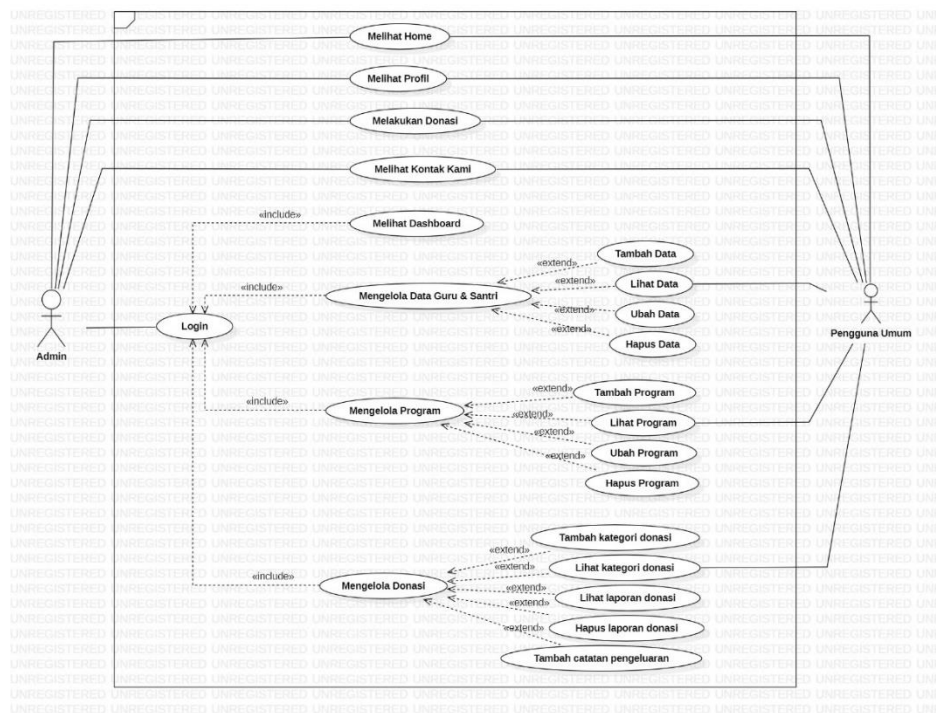 Melihat Home
Melihat Profil
Melakukan Donasi
Melihat Kontak Kami
«include»
Melihat Dashboard
Tambah Data
«extend»
«include»
Mengelola Data Guru & Santri
«extend»
Lihat Data
«extend»
Ubah Data
«extend»
Hapus Data
Login
Admin
Pengguna Umum
«include»
Mengelola Program
«extend»
Tambah Program
«extend»
Lihat Program
«extend»
Ubah Program
«extend»
Hapus Program
Tambah kategori donasi
«extend»
«include»
Mengelola Donasi
«extend»
Lihat kategori donasi
«extend»
Lihat laporan donasi
«extend»
Hapus laporan donasi
«extend»
Tambah catatan pengeluaran
UNREGISTERED